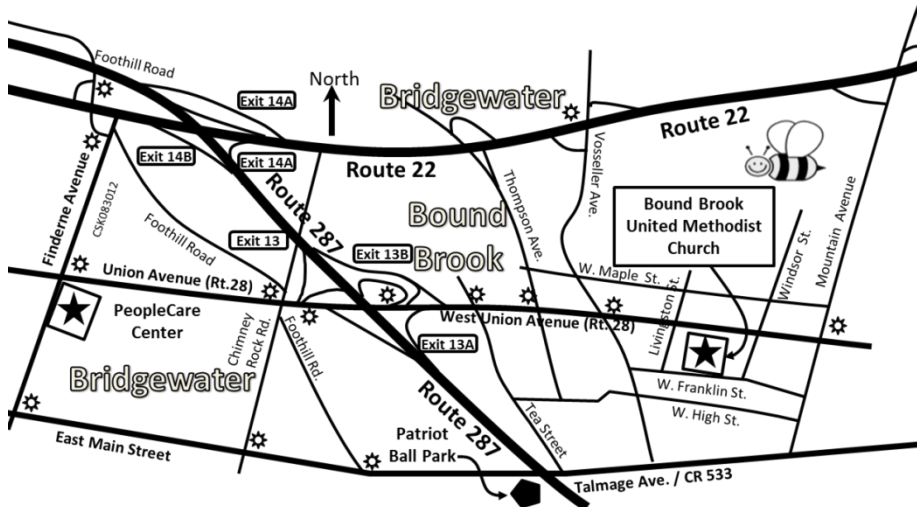 Foothill Road
North
Bridgewater
Exit 14A
Route 22
Exit 14B
Exit 14A
Route 22
Vosseller Ave.
Finderne Avenue
CSK083012
Thompson Ave.
Bound Brook
United Methodist
Church
Mountain Avenue
Route 287
Foothill Road
Exit 13
Exit 13B
Bound
Brook
Windsor St.
W. Maple St.
Union Avenue (Rt.28)
Livingston St.
PeopleCare
Center
West Union Avenue (Rt.28)
Chimney
Rock Rd.
Foothill Rd.
Exit 13A
Bridgewater
W. Franklin St.
Route 287
Tea Street
W. High St.
East Main Street
Patriot
Ball Park
Talmage Ave. / CR 533